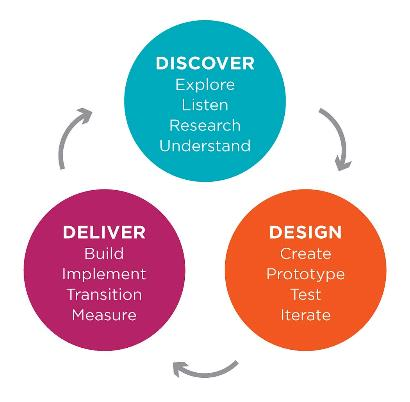 DISCOVER
Explore
Listen
Research
Understand
DESIGN
Create
Prototype
Test
Iterate
DELIVER
Build
Implement
Transition
Measure